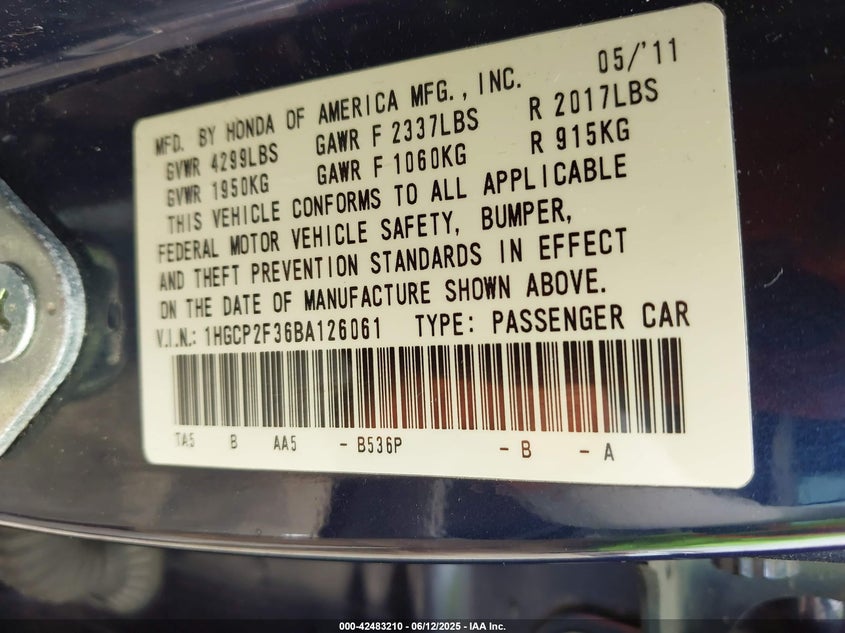 05/'11
MFD. BY HONDA OF AMERICA MFG., INC.
GVWR 4299LBS GAWR F 2337LBS R 2017LBS
GVWR 1950KG GAWR F 1060KG R 915KG
THIS VEHICLE CONFORMS TO ALL APPLICABLE
FEDERAL MOTOR VEHICLE SAFETY, BUMPER,
AND THEFT PREVENTION STANDARDS IN EFFECT
ON THE DATE OF MANUFACTURE SHOWN ABOVE.
V.I.N.: 1HGCP2F36BA126061 TYPE: PASSENGER CAR
TA5 B AA5 - B536P - B - A
000-42483210 - 06/12/2025 - IAA Inc.